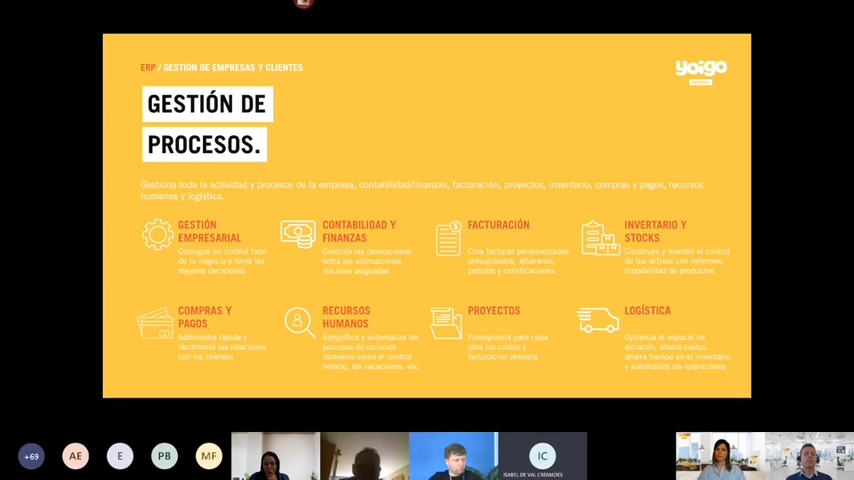 ERP / GESTIÓN DE EMPRESAS Y CLIENTES
yoigo
GESTIÓN DE
PROCESOS.
Gestiona toda la actividad y procesos de la empresa, contabilidad/finanzas, facturación, proyectos, inventario, compras y pagos, recursos
humanos y logística.
GESTIÓN
EMPRESARIAL
Consigue un control total
de tu negocio y toma las
mejores decisiones
CONTABILIDAD Y
FINANZAS
Controla las desviaciones
entre las estimaciones
iniciales asignadas
FACTURACIÓN
Crea facturas personalizadas,
presupuestos, albaranes,
pedidos y certificaciones
INVERTARIO Y
STOCKS
Construye y mantén el control
de tus activos con informes,
trazabilidad de productos
COMPRAS Y
PAGOS
Administra rápida y
fácilmente las relaciones
con los clientes
RECURSOS
HUMANOS
Simplifica y automatiza los
procesos de recursos
humanos como el control
horario, las vacaciones, etc.
PROYECTOS
Presupuesta para cada
obra los costes y
facturación prevista
LOGÍSTICA
Optimiza el espacio de
almacén, ahorra costes,
ahorra tiempo en el inventario
y automatiza las operaciones
+69
AE
E
PB
MF
IC
ISABEL DE VAL CREMADES